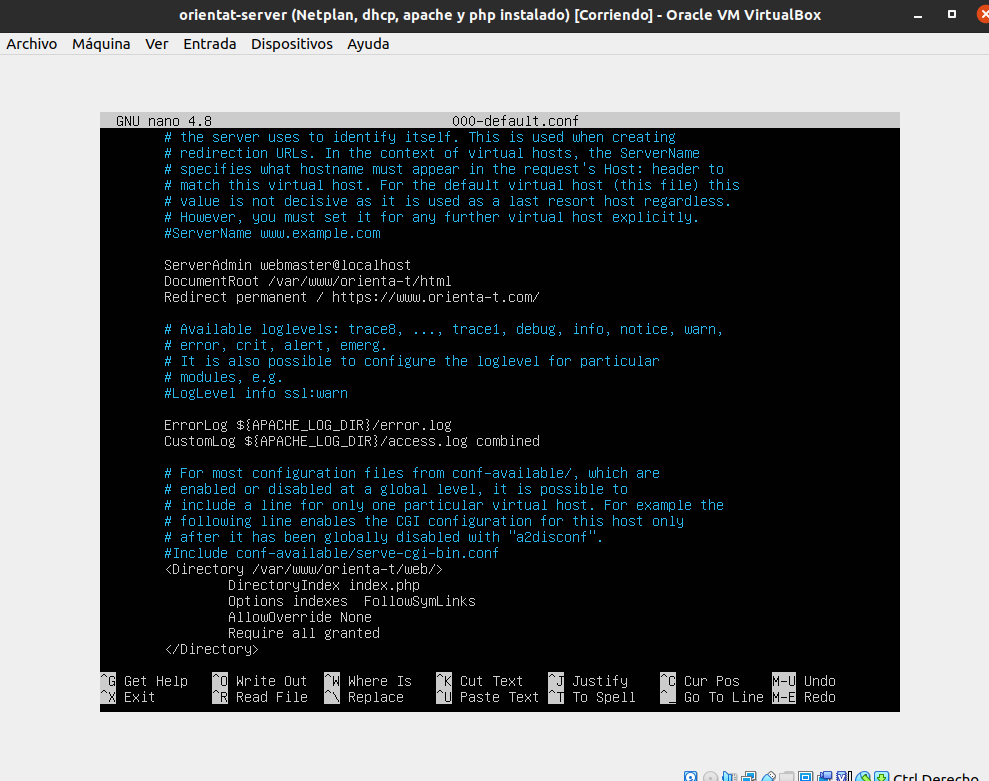 orientat-server (Netplan, dhcp, apache y php instalado) [Corriendo] - Oracle VM VirtualBox
Archivo Máquina Ver Entrada Dispositivos Ayuda
GNU nano 4.8 000-default.conf
# the server uses to identify itself. This is used when creating
# redirection URLs. In the context of virtual hosts, the ServerName
# specifies what hostname must appear in the request's Host: header to
# match this virtual host. For the default virtual host (this file) this
# value is not decisive as it is used as a last resort host regardless.
# However, you must set it for any further virtual host explicitly.
#ServerName www.example.com
ServerAdmin webmaster@localhost
DocumentRoot /var/www/orienta-t/html
Redirect permanent / https://www.orienta-t.com/
# Available loglevels: trace8, ..., trace1, debug, info, notice, warn,
# error, crit, alert, emerg.
# It is also possible to configure the loglevel for particular
# modules, e.g.
#LogLevel info ssl:warn
ErrorLog ${APACHE_LOG_DIR}/error.log
CustomLog ${APACHE_LOG_DIR}/access.log combined
# For most configuration files from conf-available/, which are
# enabled or disabled at a global level, it is possible to
# include a line for only one particular virtual host. For example the
# following line enables the CGI configuration for this host only
# after it has been globally disabled with "a2disconf".
#Include conf-available/serve-cgi-bin.conf
<Directory /var/www/orienta-t/web/>
DirectoryIndex index.php
Options indexes  FollowSymLinks
AllowOverride None
Require all granted
</Directory>
^G Get Help ^O Write Out ^W Where Is ^K Cut Text ^J Justify ^C Cur Pos M-U Undo
^X Exit ^R Read File ^\ Replace ^U Paste Text ^T To Spell ^_ Go To Line M-E Redo
Ctrl Derecho